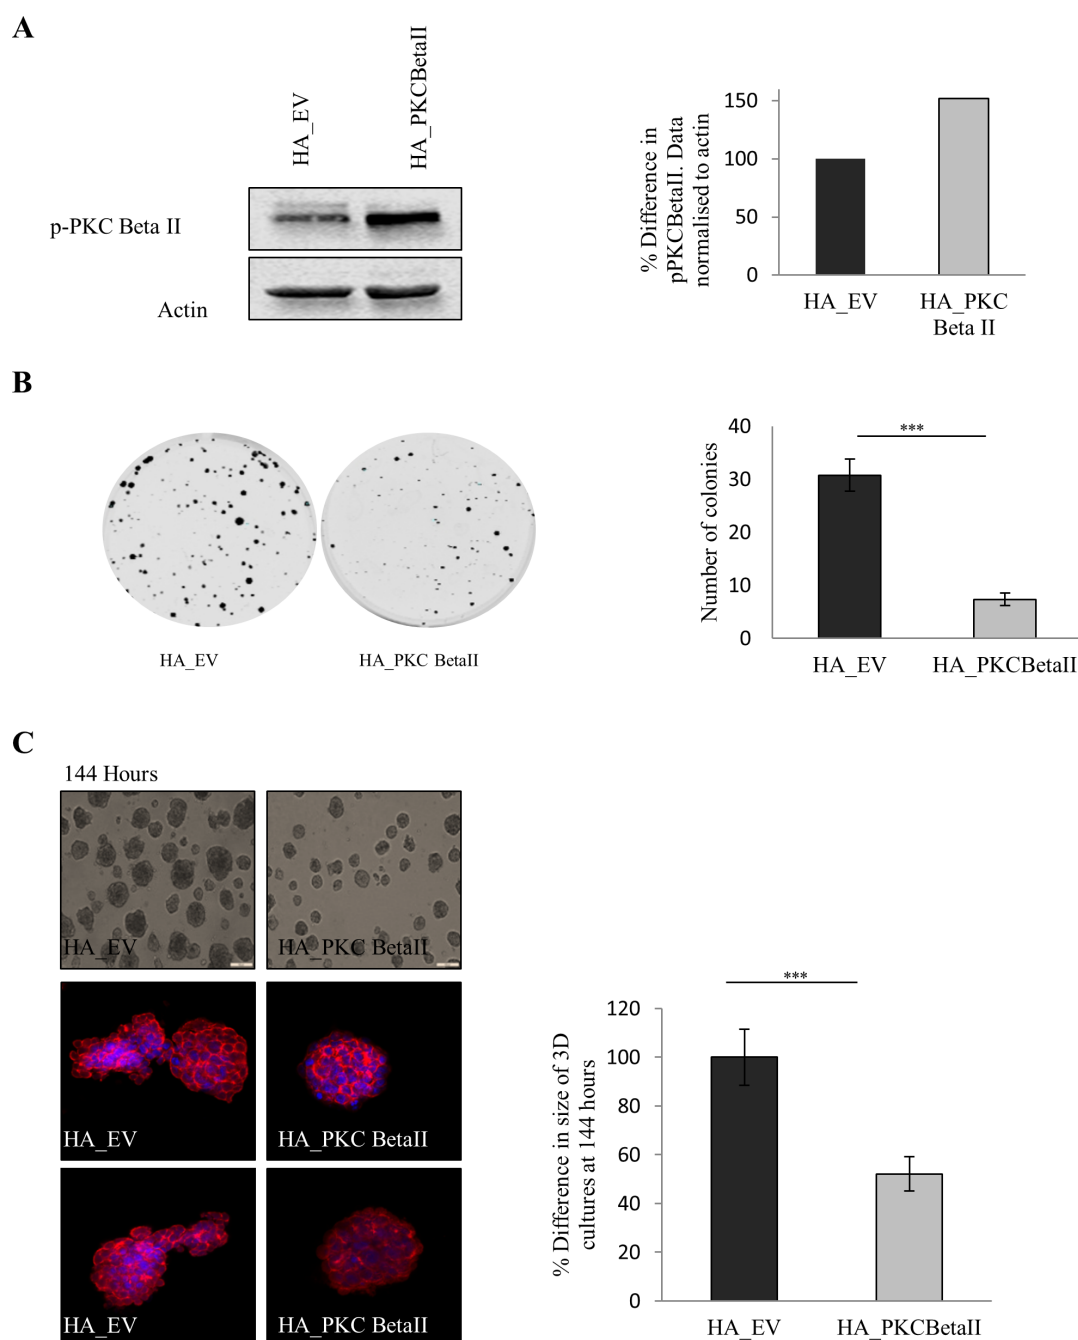 A
HA_EV
HA_PKCBetaII
p-PKC Beta II
Actin
% Difference in
pPKCBetaII. Data
normalised to actin
150
100
50
0
HA_EV
HA_PKC
Beta II
B
HA_EV
HA_PKC BetaII
Number of colonies
40
30
20
10
0
***
HA_EV
HA_PKCBetaII
C
144 Hours
HA_EV
HA_PKC BetaII
HA_EV
HA_PKC BetaII
HA_EV
HA_PKC BetaII
% Difference in size of 3D
cultures at 144 hours
***
120
100
80
60
40
20
0
HA_EV
HA_PKCBetaII